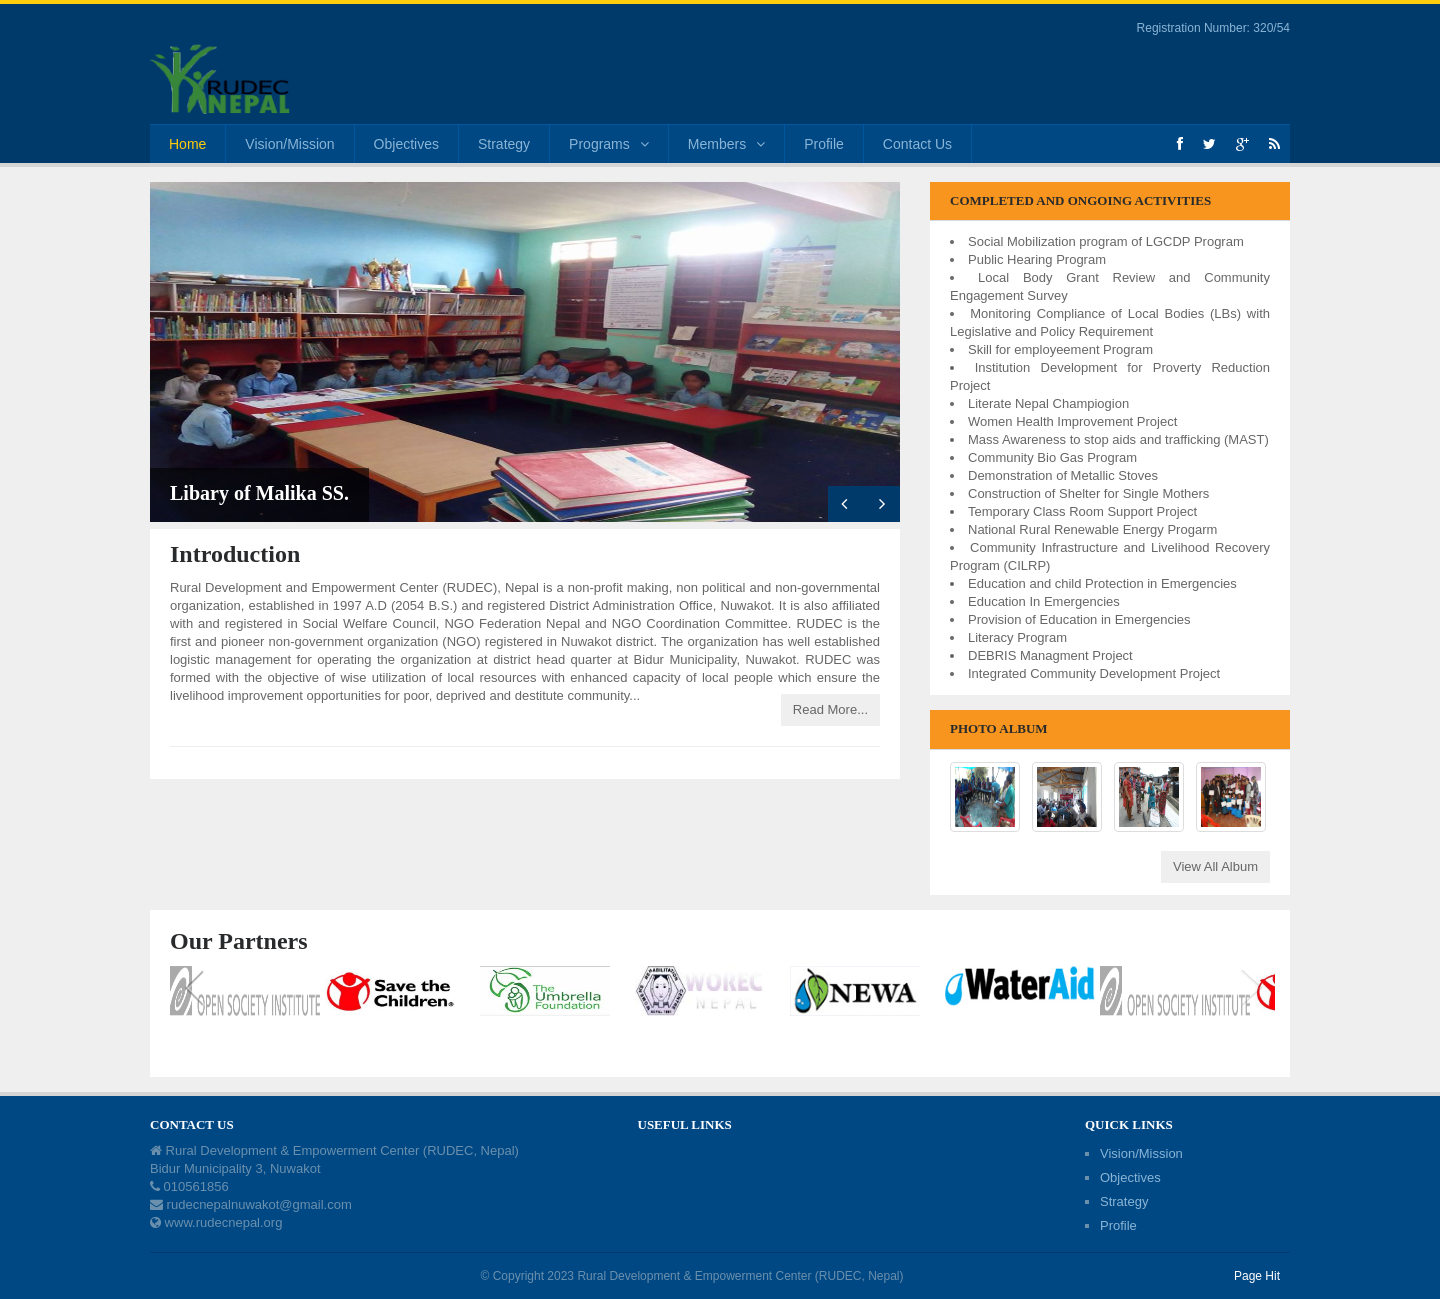 Registration Number: 320/54
RUDEC
NEPAL
Home
Vision/Mission
Objectives
Strategy
Programs
Members
Profile
Contact Us
Libary of Malika SS.
Introduction
Rural Development and Empowerment Center (RUDEC), Nepal is a non-profit making, non political and non-governmental
organization, established in 1997 A.D (2054 B.S.) and registered District Administration Office, Nuwakot. It is also affiliated
with and registered in Social Welfare Council, NGO Federation Nepal and NGO Coordination Committee. RUDEC is the
first and pioneer non-government organization (NGO) registered in Nuwakot district. The organization has well established
logistic management for operating the organization at district head quarter at Bidur Municipality, Nuwakot. RUDEC was
formed with the objective of wise utilization of local resources with enhanced capacity of local people which ensure the
livelihood improvement opportunities for poor, deprived and destitute community...
Read More...
COMPLETED AND ONGOING ACTIVITIES
• Social Mobilization program of LGCDP Program
• Public Hearing Program
• Local Body Grant Review and Community
Engagement Survey
• Monitoring Compliance of Local Bodies (LBs) with
Legislative and Policy Requirement
• Skill for employeement Program
• Institution Development for Proverty Reduction
Project
• Literate Nepal Champiogion
• Women Health Improvement Project
• Mass Awareness to stop aids and trafficking (MAST)
• Community Bio Gas Program
• Demonstration of Metallic Stoves
• Construction of Shelter for Single Mothers
• Temporary Class Room Support Project
• National Rural Renewable Energy Progarm
• Community Infrastructure and Livelihood Recovery
Program (CILRP)
• Education and child Protection in Emergencies
• Education In Emergencies
• Provision of Education in Emergencies
• Literacy Program
• DEBRIS Managment Project
• Integrated Community Development Project
PHOTO ALBUM
View All Album
Our Partners
OPEN SOCIETY INSTITUTE
Save the
Children.
The
Umbrella
Foundation
WOREC
NEPAL
NEWA
WaterAid
OPEN SOCIETY INSTITUTE
CONTACT US
Rural Development & Empowerment Center (RUDEC, Nepal)
Bidur Municipality 3, Nuwakot
010561856
rudecnepalnuwakot@gmail.com
www.rudecnepal.org
USEFUL LINKS
QUICK LINKS
Vision/Mission
Objectives
Strategy
Profile
© Copyright 2023 Rural Development & Empowerment Center (RUDEC, Nepal)
Page Hit